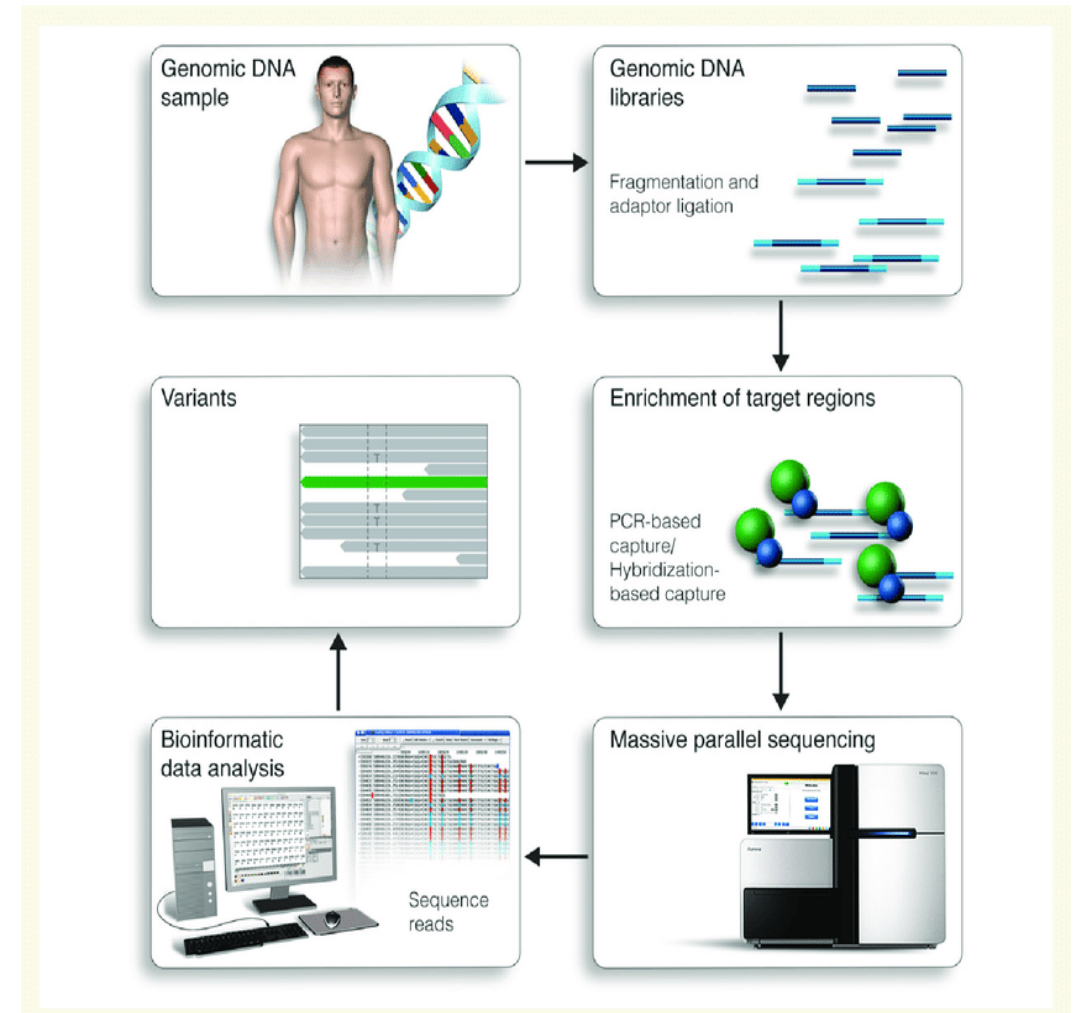 Genomic DNA
sample
Genomic DNA
libraries
Fragmentation and
adaptor ligation
Variants
T
T
T
T
Enrichment of target regions
PCR-based
capture/
Hybridization-
based capture
Bioinformatic
data analysis
Sequence
reads
Massive parallel sequencing